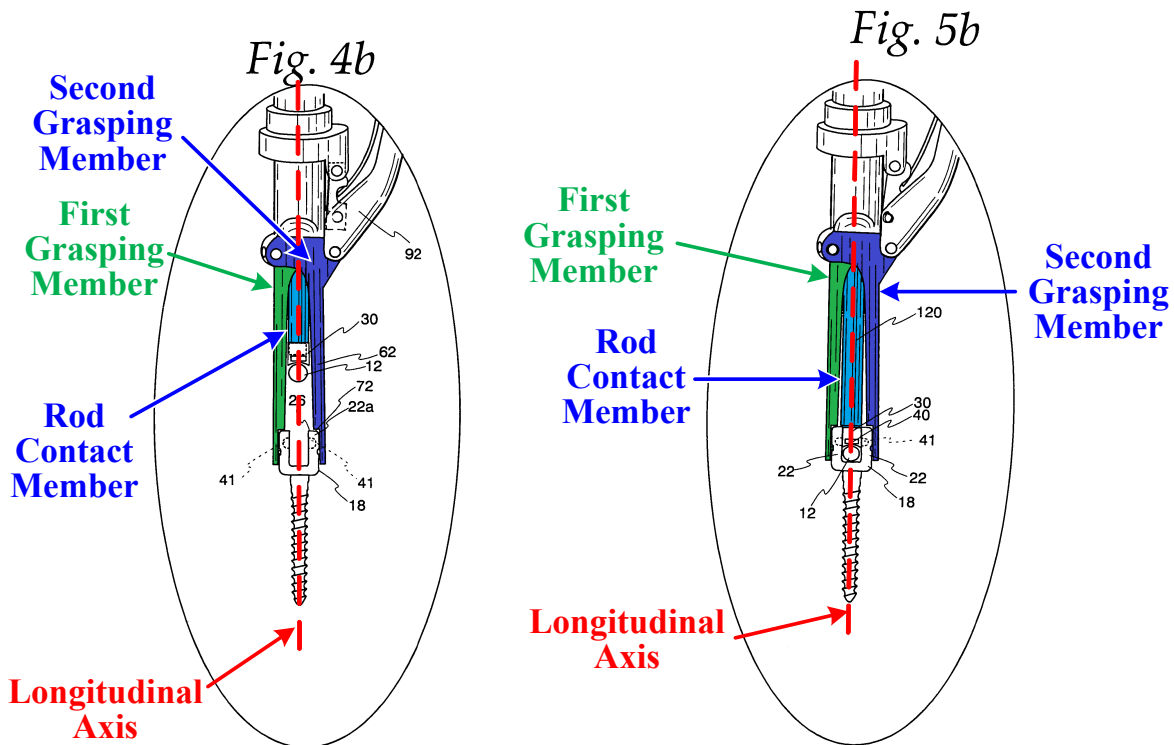 Fig. 4b
Second
Grasping
Member
First
Grasping
Member
92
30
62
12
72
26
22a
Rod
Contact
Member
41
41
18
Longitudinal
Axis
Fig. 5b
First
Grasping
Member
Second
Grasping
Member
120
Rod
Contact
Member
30
40
41
22
22
18
12
Longitudinal
Axis